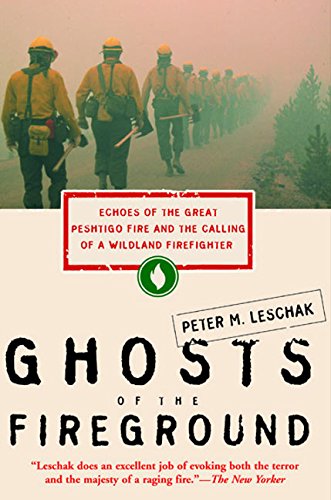 ECHOES OF THE GREAT
PESHTIGO FIRE AND THE CALLING
OF A WILDLAND FIREFIGHTER
PETER M. LESCHAK
GHOSTS
OF THE
FIREGROUND
“Leschak does an excellent job of evoking both the terror
and the majesty of a raging fire.”—The New Yorker